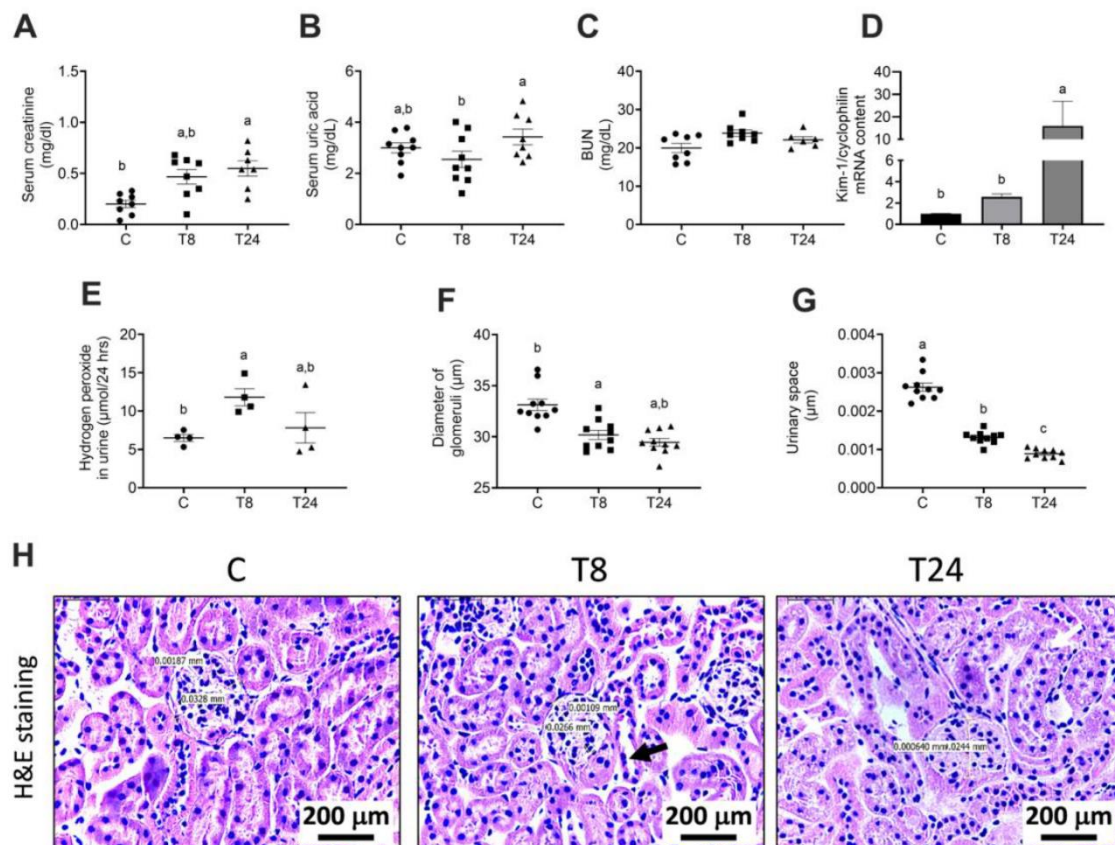 A
Serum creatinine
(mg/dl)
1.5
1.0
0.5
0.0
b
a,b
a
C
T8
T24
B
Serum uric acid
(mg/dL)
6
4
2
0
a,b
b
a
C
T8
T24
C
BUN
(mg/dL)
40
30
20
10
0
C
T8
T24
D
Kim-1/cyclophilin
mRNA content
40
30
20
10
6
4
2
0
b
b
a
C
T8
T24
E
Hydrogen peroxide
in urine (μmol/24 hrs)
20
15
10
5
0
b
a
a,b
C
T8
T24
F
Diameter of
glomeruli (μm)
40
35
30
25
b
a
a,b
C
T8
T24
G
Urinary space
(μm)
0.004
0.003
0.002
0.001
0.000
a
b
c
C
T8
T24
H
H&E staining
C
T8
T24
0.00187 mm
0.0328 mm
200 μm
0.00109 mm
0.0266 mm
200 μm
0.000640 mm
.0244 mm
200 μm